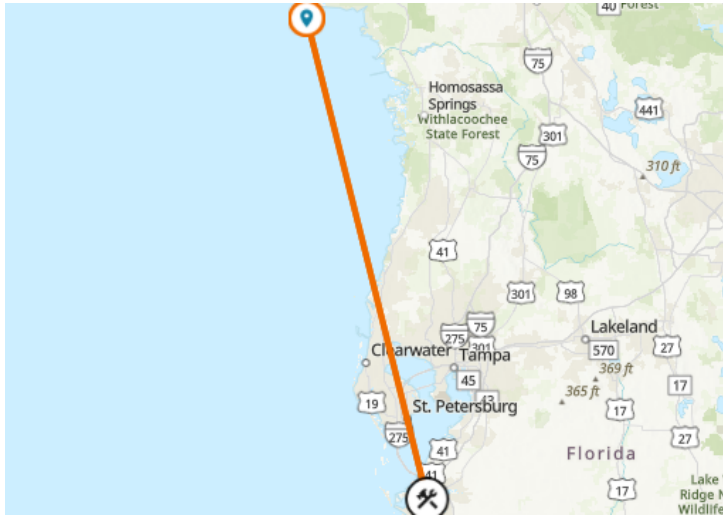 40
Forest
75
Homosassa
Springs
441
Withlacoochee
State Forest
301
75
310 ft
41
301
98
75
275
301
Lakeland
Clearwater
Tampa
570
27
45
369 ft
17
365 ft
19
43
St. Petersburg
17
275
27
41
Florida
41
Lake
17
Ridge N
Wildlife